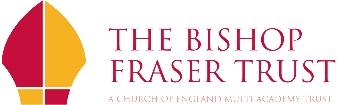 THE BISHOP
FRASER TRUST
A CHURCH OF ENGLAND MULTI ACADEMY TRUST